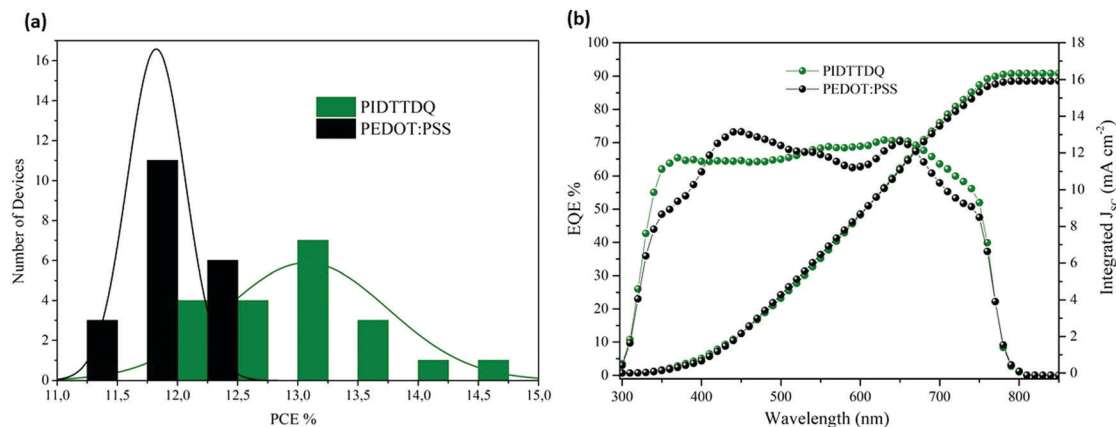 (a)
16
14
12
10
8
6
4
2
0
Number of Devices
PIDTTDQ
PEDOT:PSS
11,0 11,5 12,0 12,5 13,0 13,5 14,0 14,5 15,0
PCE %
(b)
100
90
80
70
60
50
40
30
20
10
0
EQE %
PIDTTDQ
PEDOT:PSS
18
16
14
12
10
8
6
4
2
0
Integrated JSC (mA cm-2)
300 400 500 600 700 800
Wavelength (nm)